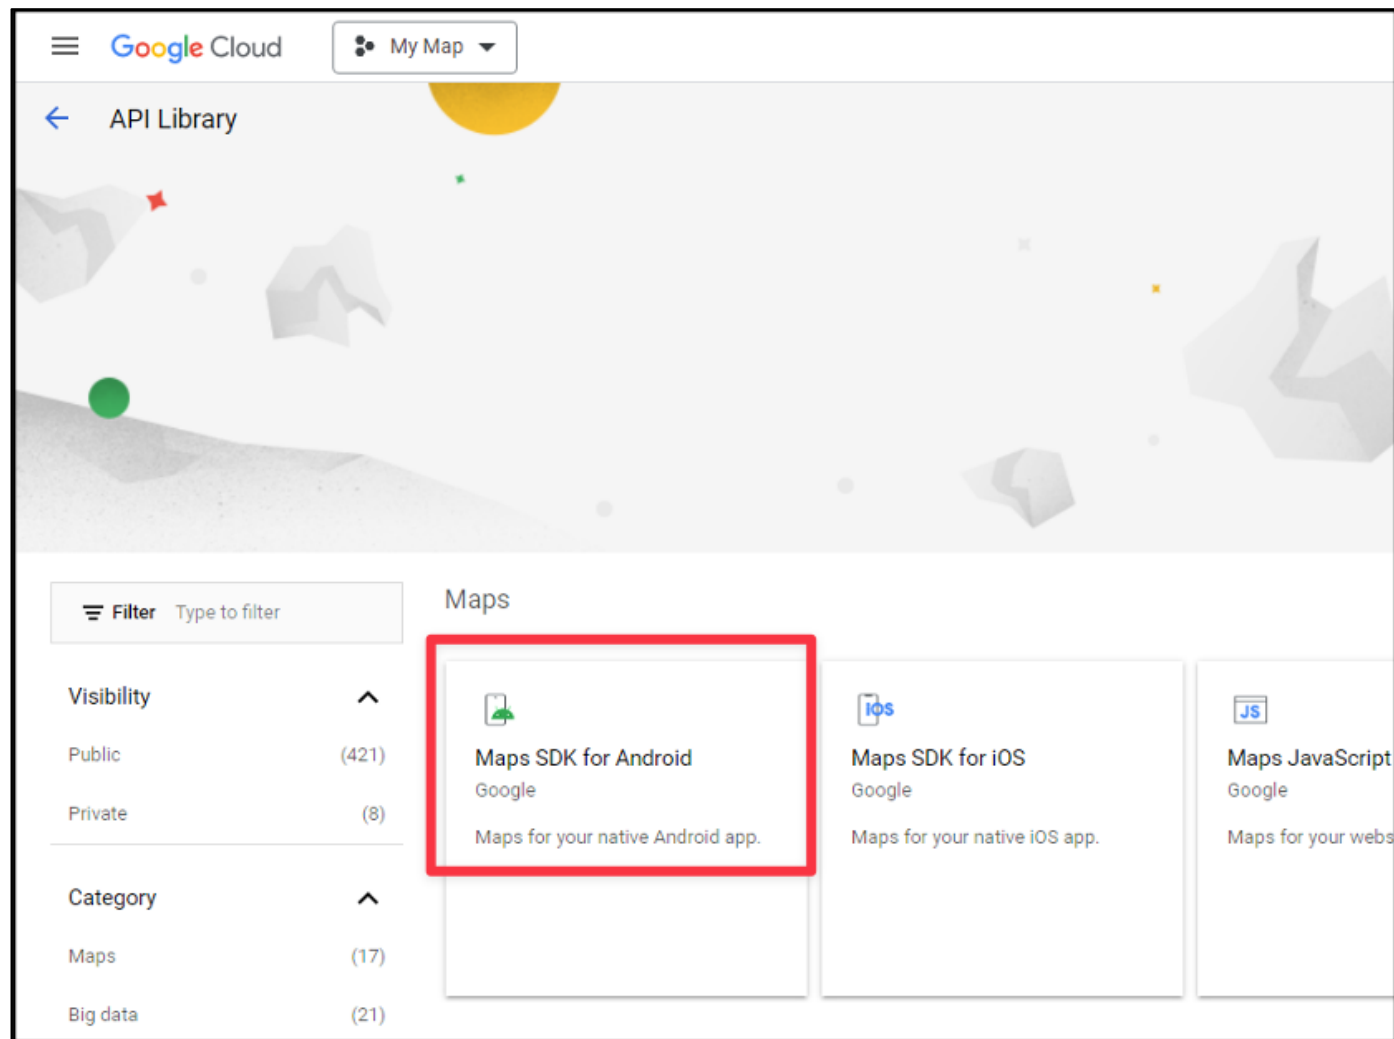 Google Cloud
My Map
API Library
Filter Type to filter
Visibility
Public (421)
Private (8)
Category
Maps (17)
Big data (21)
Maps
Maps SDK for Android
Google
Maps for your native Android app.
iOS
Maps SDK for iOS
Google
Maps for your native iOS app.
JS
Maps JavaScript
Google
Maps for your webs